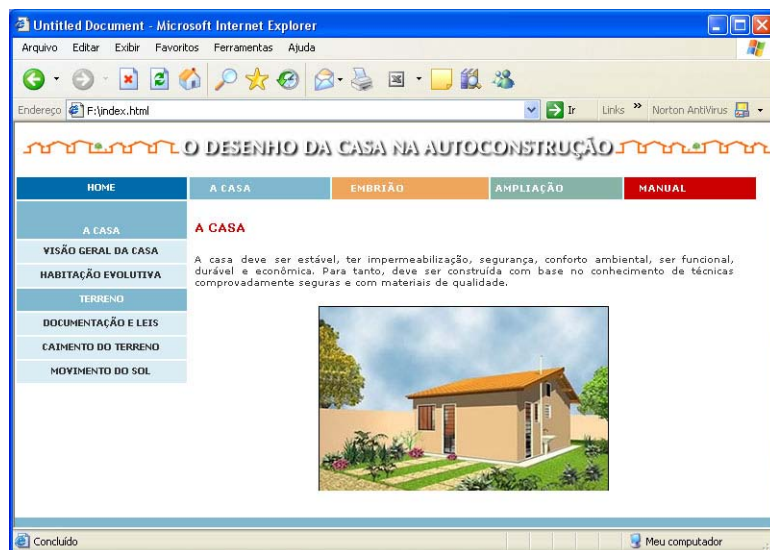 Untitled Document - Microsoft Internet Explorer
Arquivo Editar Exibir Favoritos Ferramentas Ajuda
Endereço F:\index.html Ir Links » Norton AntiVirus
O DESENHO DA CASA NA AUTOCONSTRUÇÃO
HOME A CASA EMBRIÃO AMPLIAÇÃO MANUAL
A CASA
VISÃO GERAL DA CASA
HABITAÇÃO EVOLUTIVA
TERRENO
DOCUMENTAÇÃO E LEIS
CAIMENTO DO TERRENO
MOVIMENTO DO SOL
A CASA
A casa deve ser estável, ter impermeabilização, segurança, conforto ambiental, ser funcional,
durável e econômica. Para tanto, deve ser construída com base no conhecimento de técnicas
comprovadamente seguras e com materiais de qualidade.
Concluído Meu computador